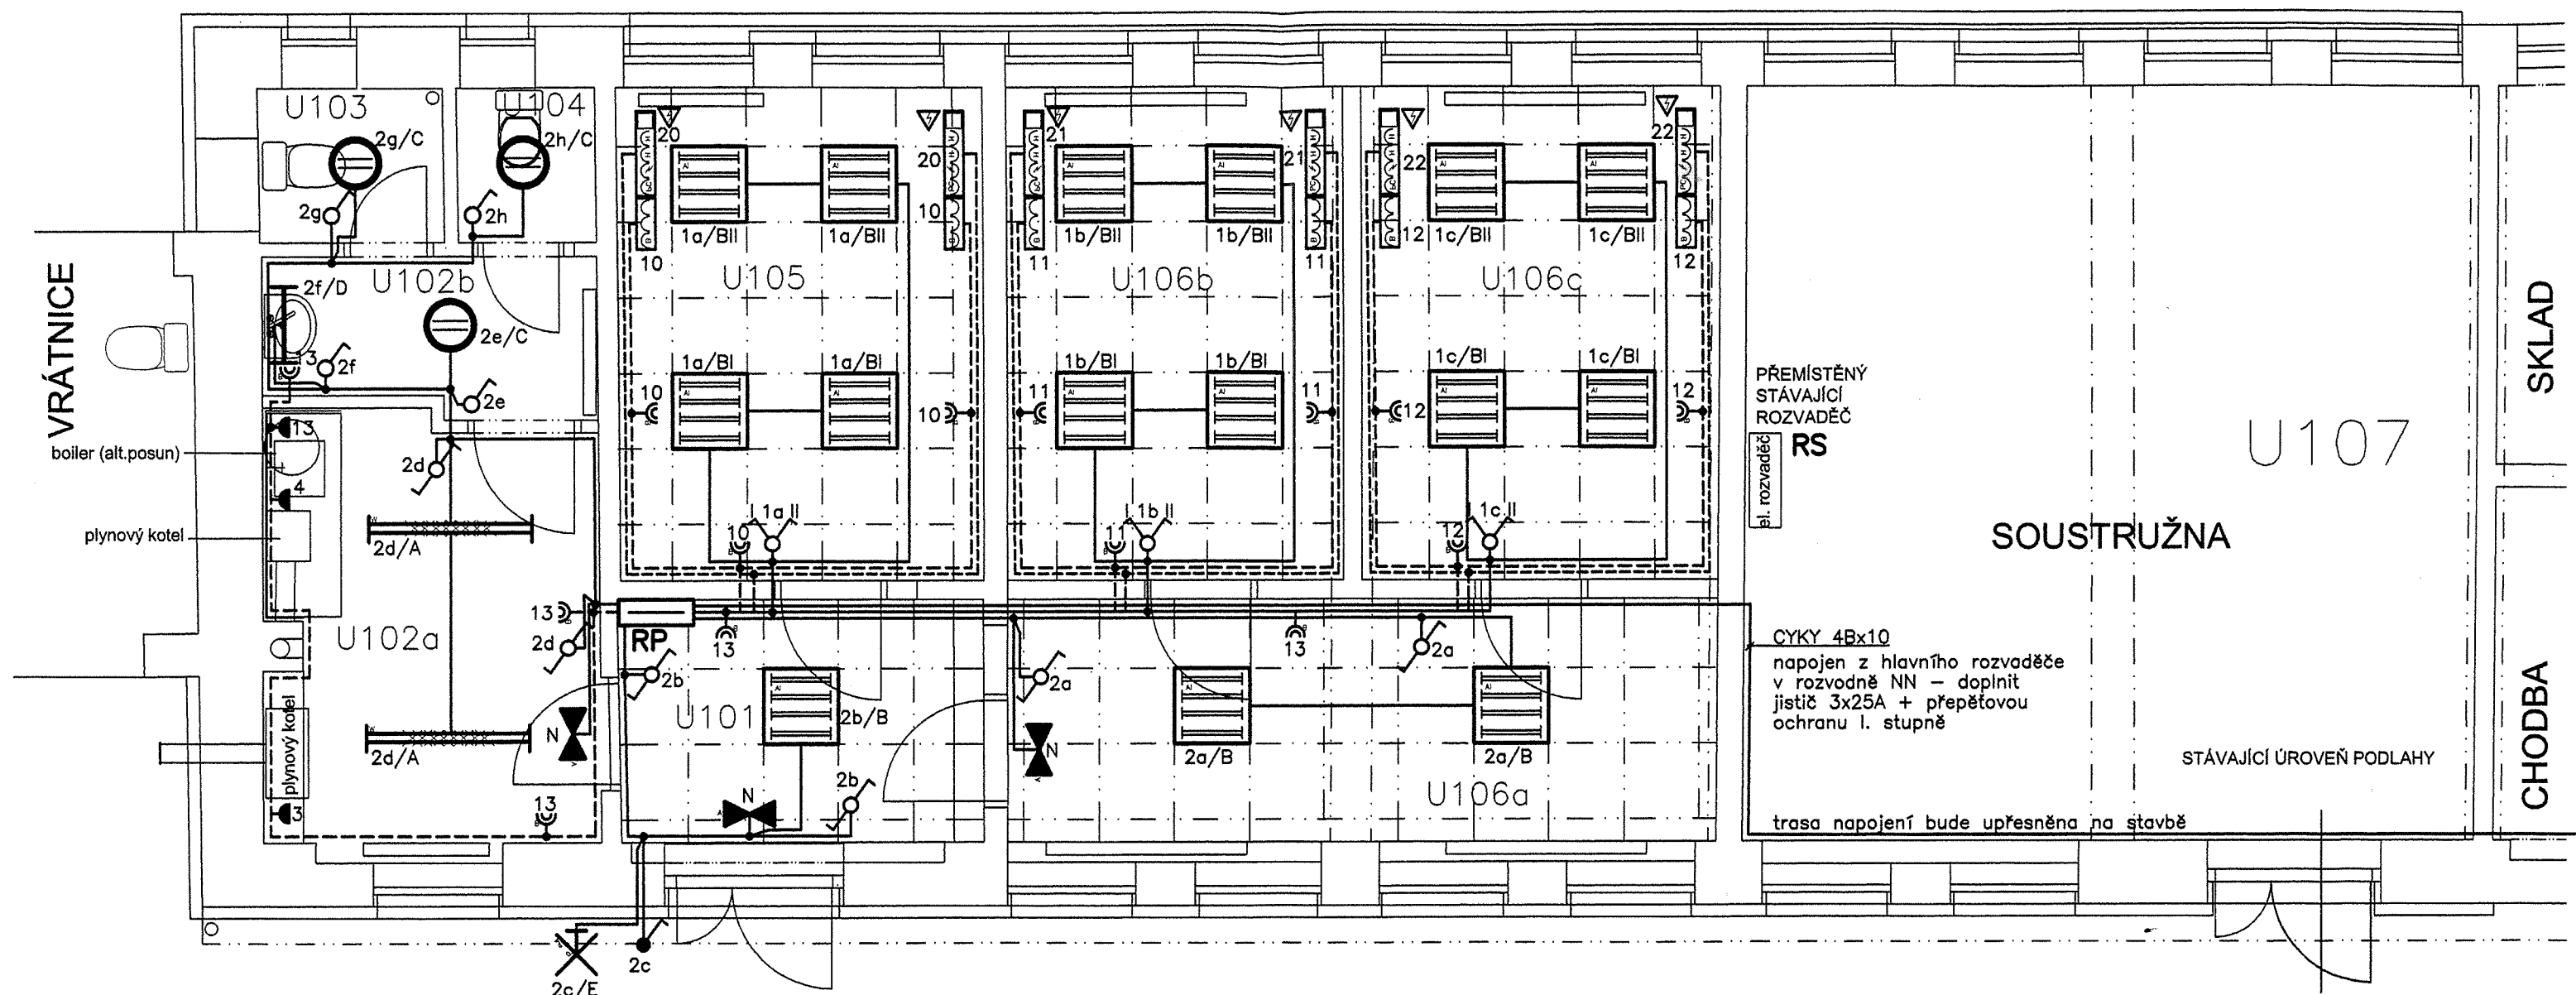 U103
2g/C
2g
U104
2h/C
2h
VRÁTNICE
2f/D
U102b
3
2f
2e/C
2e
13
boiler (alt.posun)
4
plynový kotel
2d
2d/A
U102a
13
2d
plynový kotel
2d/A
N
3
13
20
20
10
1a/BII
1a/BII
10
U105
1a/BI
1a/BI
10
10
10
I 1a II
21
21
1b/BII
1b/BII
11
11
U106b
1b/BI
1b/BI
11
11
11
I 1b II
22
22
12
1c/BII
1c/BII
12
U106c
1c/BI
1c/BI
12
12
12
I 1c II
RP
13
2b
U101
2b/B
N
2b
2c
2c/E
2a
N
13
2a
2a/B
2a/B
U106a
PŘEMÍSTĚNÝ
STÁVAJÍCÍ
ROZVADĚČ
RS
el. rozvaděč
U107
SOUSTRUŽNA
CYKY 4Bx10
napojen z hlavního rozvaděče
v rozvodně NN – doplnit
jistič 3x25A + přepěťovou
ochranu I. stupně
STÁVAJÍCÍ ÚROVEŇ PODLAHY
trasa napojení bude upřesněna na stavbě
SKLAD
CHODBA